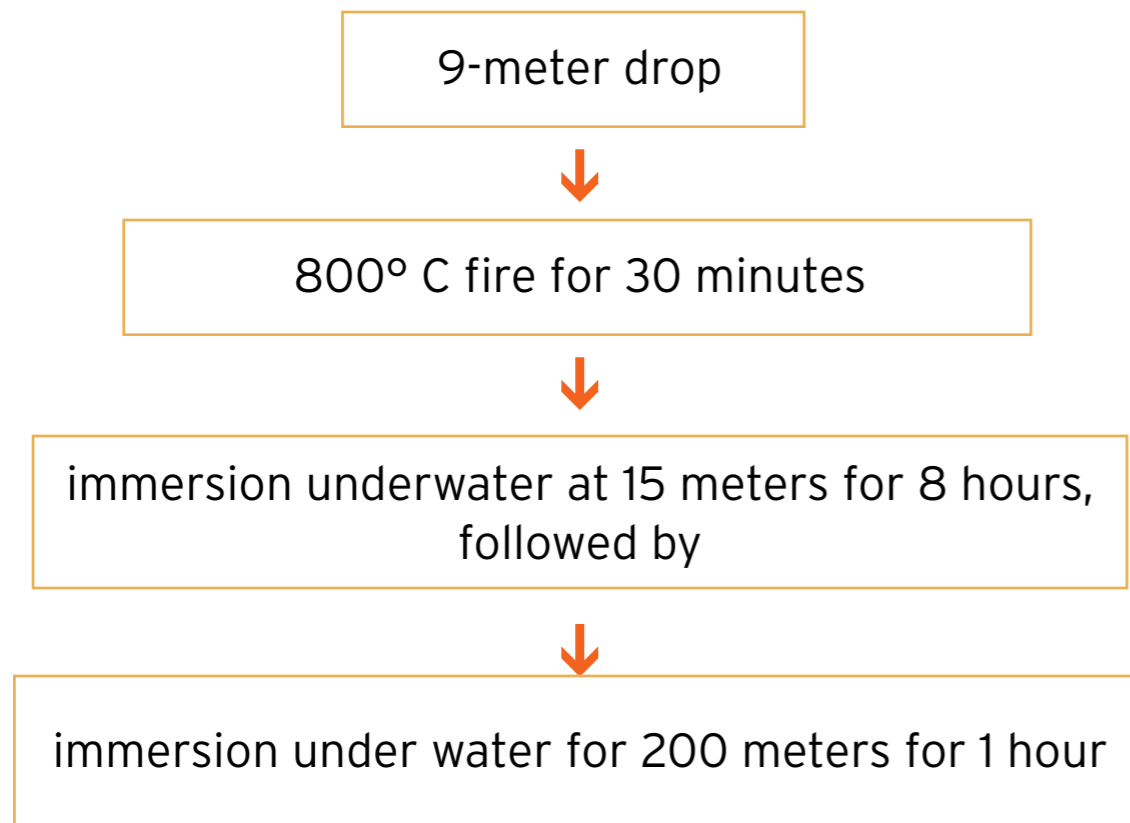 9-meter drop
800° C fire for 30 minutes
immersion underwater at 15 meters for 8 hours,
followed by
immersion under water for 200 meters for 1 hour